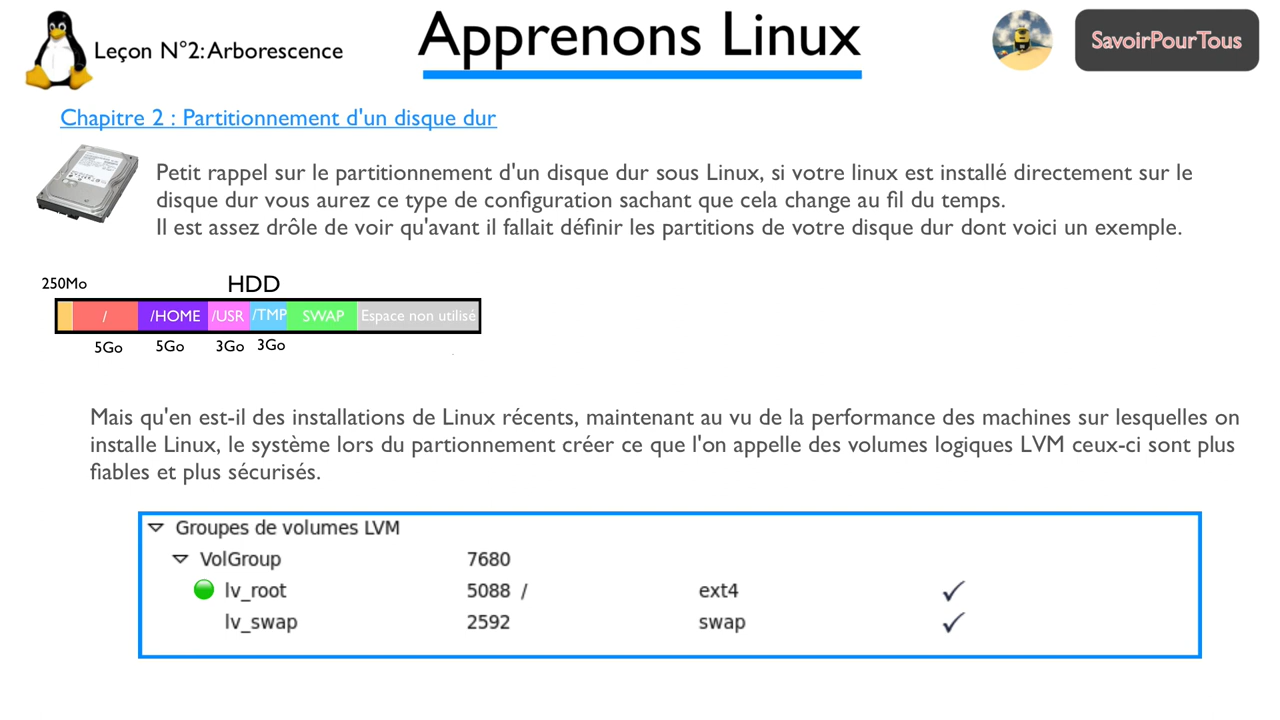 Leçon N°2: Arborescence
Apprenons Linux
SavoirPourTous
Chapitre 2 : Partitionnement d'un disque dur
Petit rappel sur le partitionnement d'un disque dur sous Linux, si votre linux est installé directement sur le
disque dur vous aurez ce type de configuration sachant que cela change au fil du temps.
Il est assez drôle de voir qu'avant il fallait définir les partitions de votre disque dur dont voici un exemple.
250Mo
HDD
/ /HOME /USR /TMP SWAP Espace non utilisé
5Go 5Go 3Go 3Go
Mais qu'en est-il des installations de Linux récents, maintenant au vu de la performance des machines sur lesquelles on
installe Linux, le système lors du partionnement créer ce que l'on appelle des volumes logiques LVM ceux-ci sont plus
fiables et plus sécurisés.
Groupes de volumes LVM
VolGroup 7680
lv_root 5088 / ext4
lv_swap 2592 swap